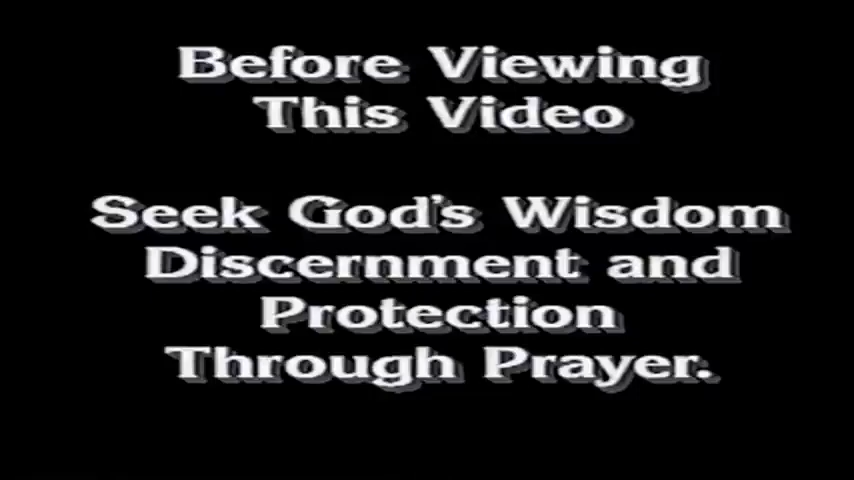 Before Viewing
This Video
Seek God's Wisdom
Discernment and
Protection
Through Prayer.